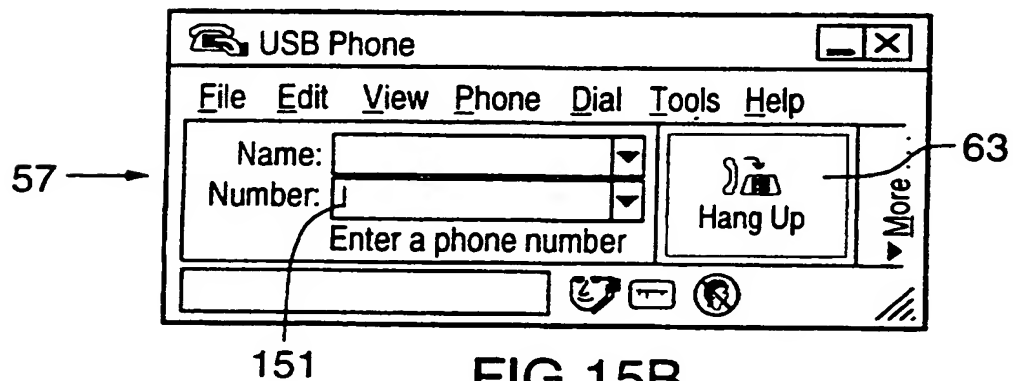 USB Phone
File Edit View Phone Dial Tools Help
Name:
Number:
Enter a phone number
Hang Up
More...
57
63
151
FIG. 15B